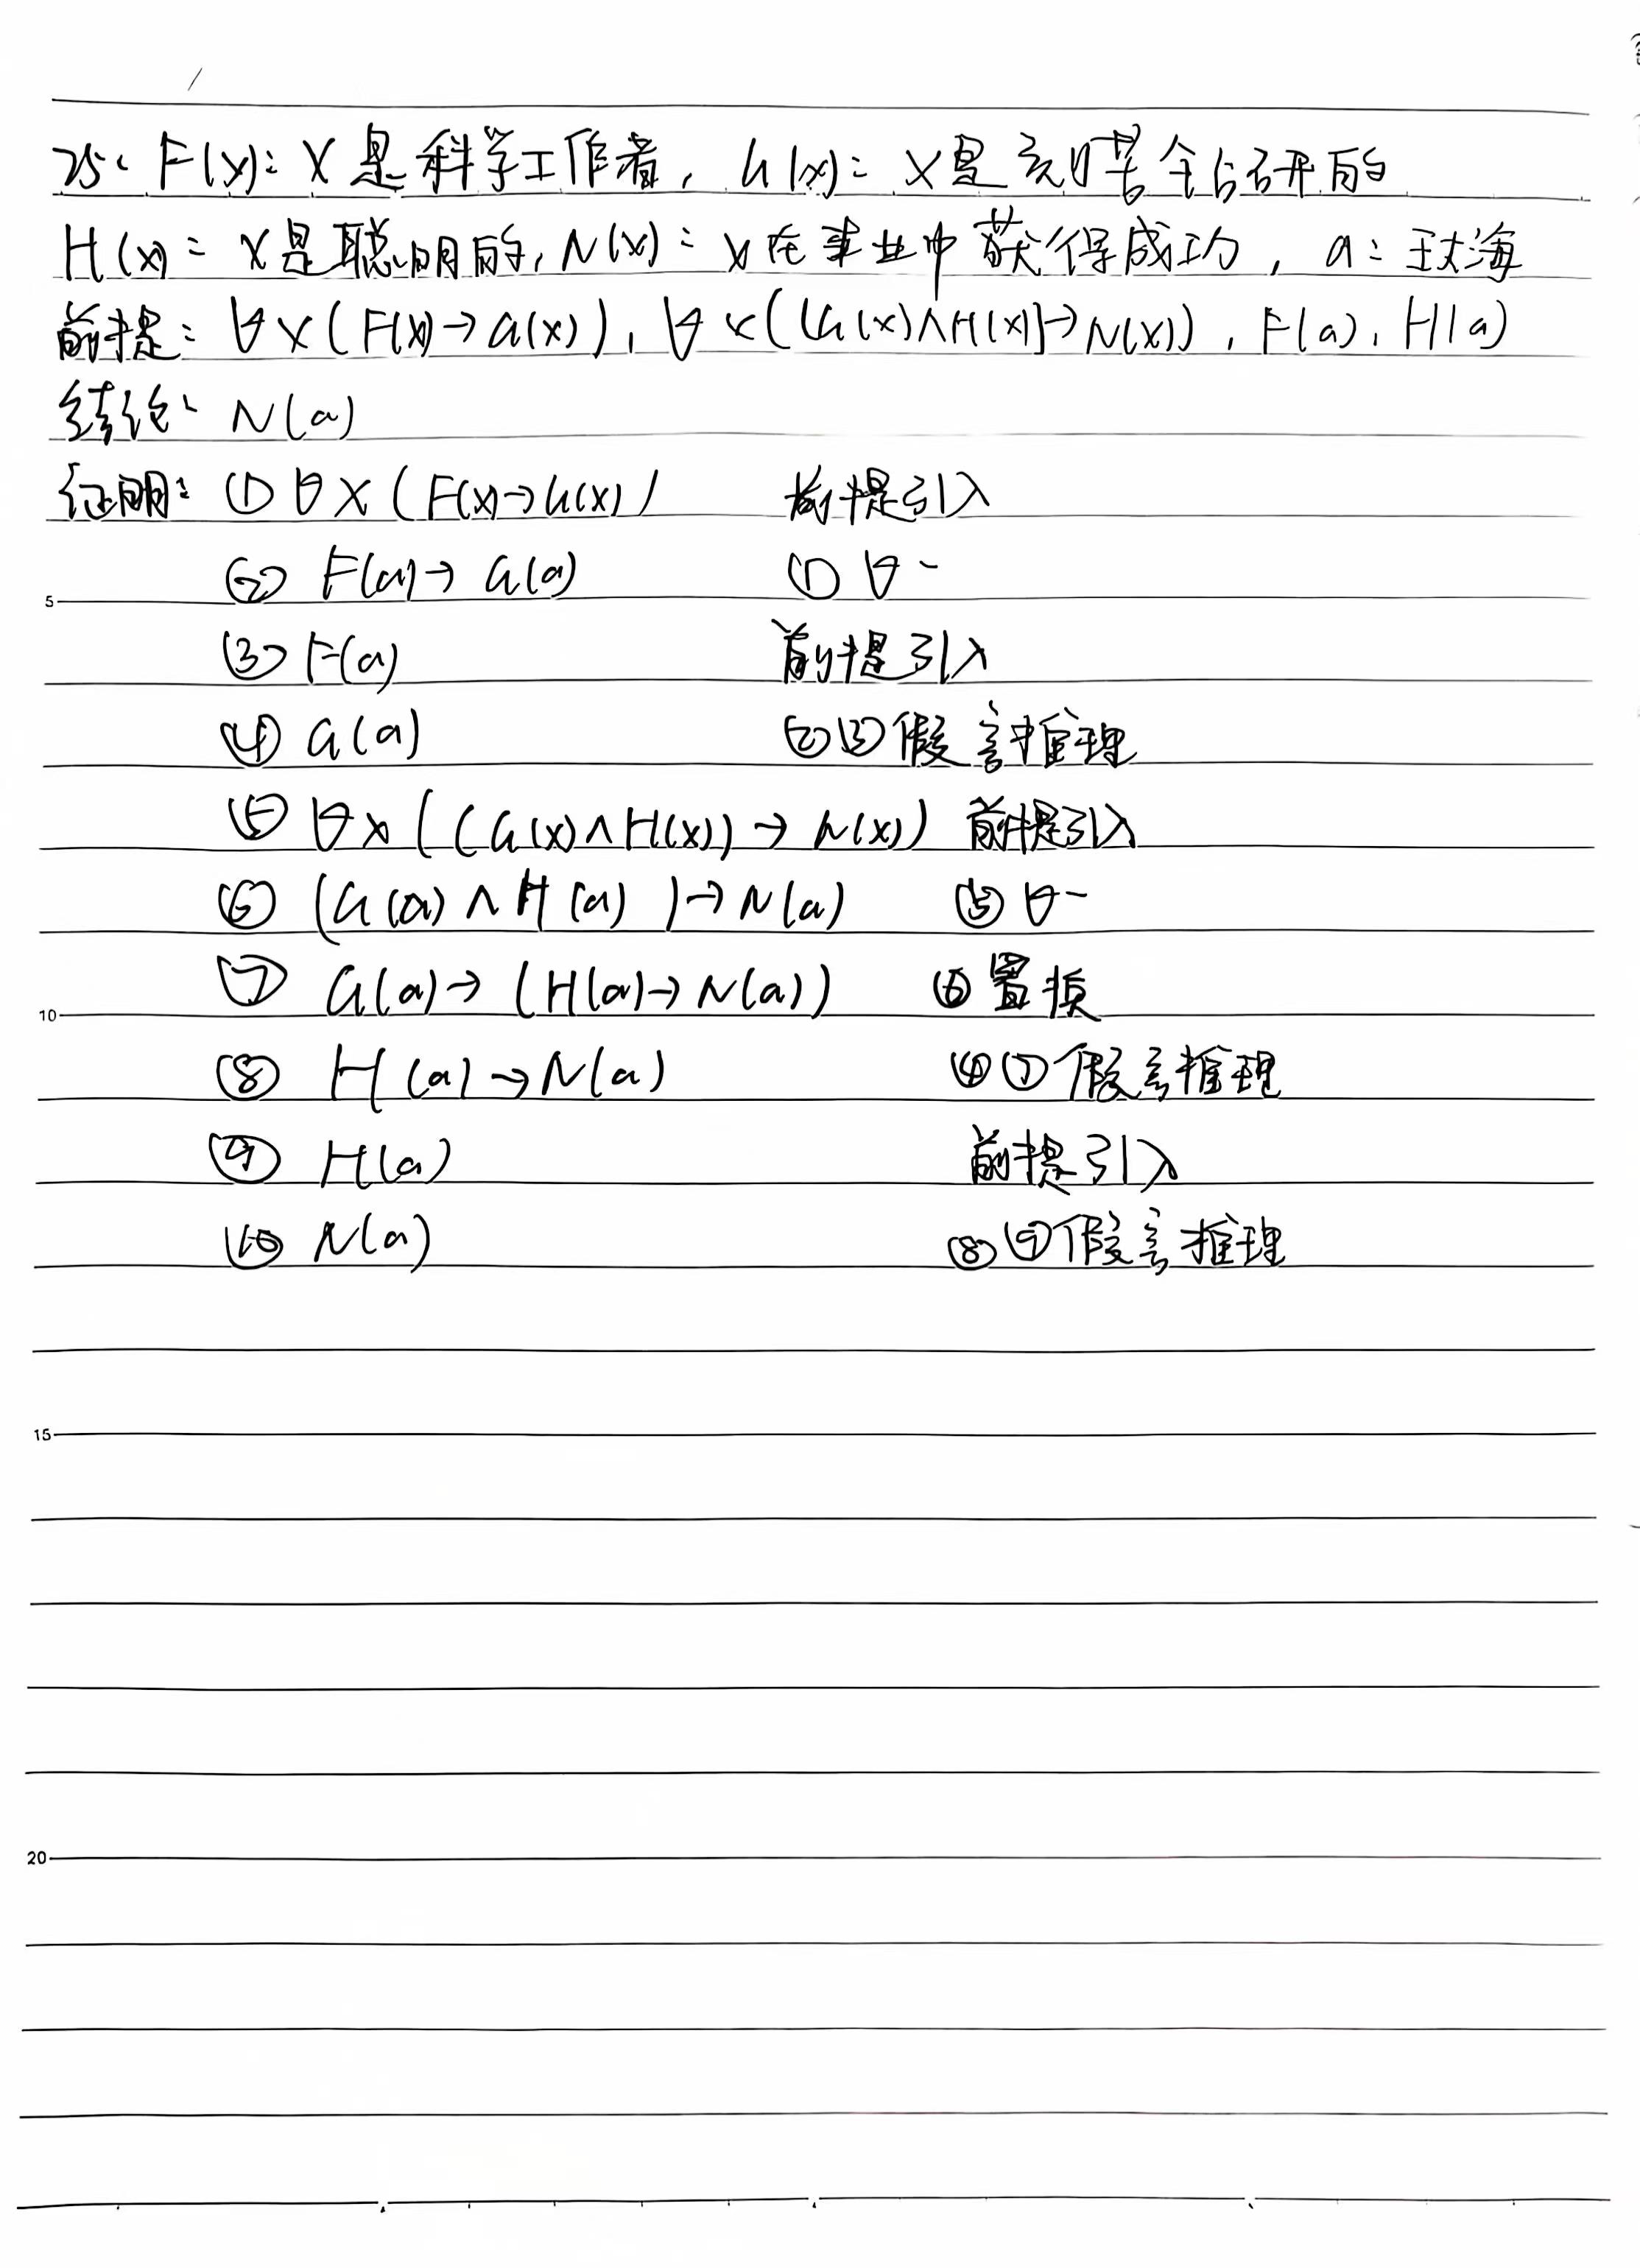 25、F(x)：x是科学工作者，G(x)：x是刻苦钻研的
H(x)：x是聪明的，N(x)：x在事业中获得成功，a：王大海
前提：∀x(F(x)→G(x))，∀x((G(x)∧H(x))→N(x))，F(a)，H(a)
结论：N(a)
证明：① ∀x(F(x)→G(x)) 前提引入
② F(a)→G(a) ①∀-
5
③ F(a) 前提引入
④ G(a) ②③假言推理
⑤ ∀x((G(x)∧H(x))→N(x)) 前提引入
⑥ (G(a)∧H(a))→N(a) ⑤∀-
⑦ G(a)→(H(a)→N(a)) ⑥置换
10
⑧ H(a)→N(a) ④⑦假言推理
⑨ H(a) 前提引入
⑩ N(a) ⑧⑨假言推理
15
20